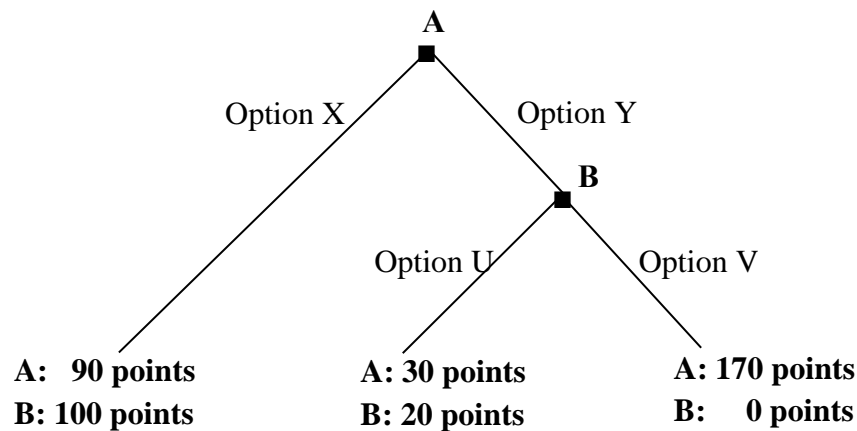 A
Option X
Option Y
B
Option U
Option V
A: 90 points
B: 100 points
A: 30 points
B: 20 points
A: 170 points
B: 0 points